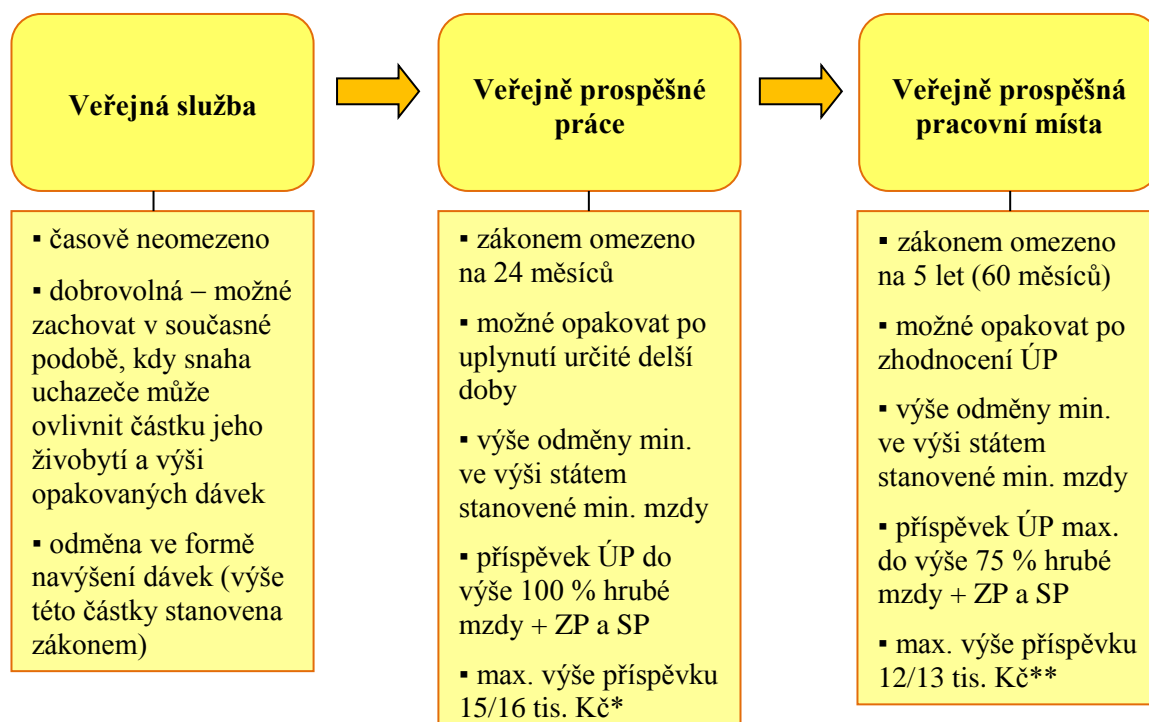 Veřejná služba
▪ časově neomezeno
▪ dobrovolná – možné
zachovat v současné
podobě, kdy snaha
uchazeče může
ovlivnit částku jeho
živobytí a výši
opakovaných dávek
▪ odměna ve formě
navýšení dávek (výše
této částky stanovena
zákonem)
Veřejně prospěšné
práce
▪ zákonem omezeno
na 24 měsíců
▪ možné opakovat po
uplynutí určité delší
doby
▪ výše odměny min.
ve výši státem
stanovené min. mzdy
▪ příspěvek ÚP do
výše 100 % hrubé
mzdy + ZP a SP
▪ max. výše příspěvku
15/16 tis. Kč*
Veřejně prospěšná
pracovní místa
▪ zákonem omezeno
na 5 let (60 měsíců)
▪ možné opakovat po
zhodnocení ÚP
▪ výše odměny min.
ve výši státem
stanovené min. mzdy
▪ příspěvek ÚP max.
do výše 75 % hrubé
mzdy + ZP a SP
▪ max. výše příspěvku
12/13 tis. Kč**